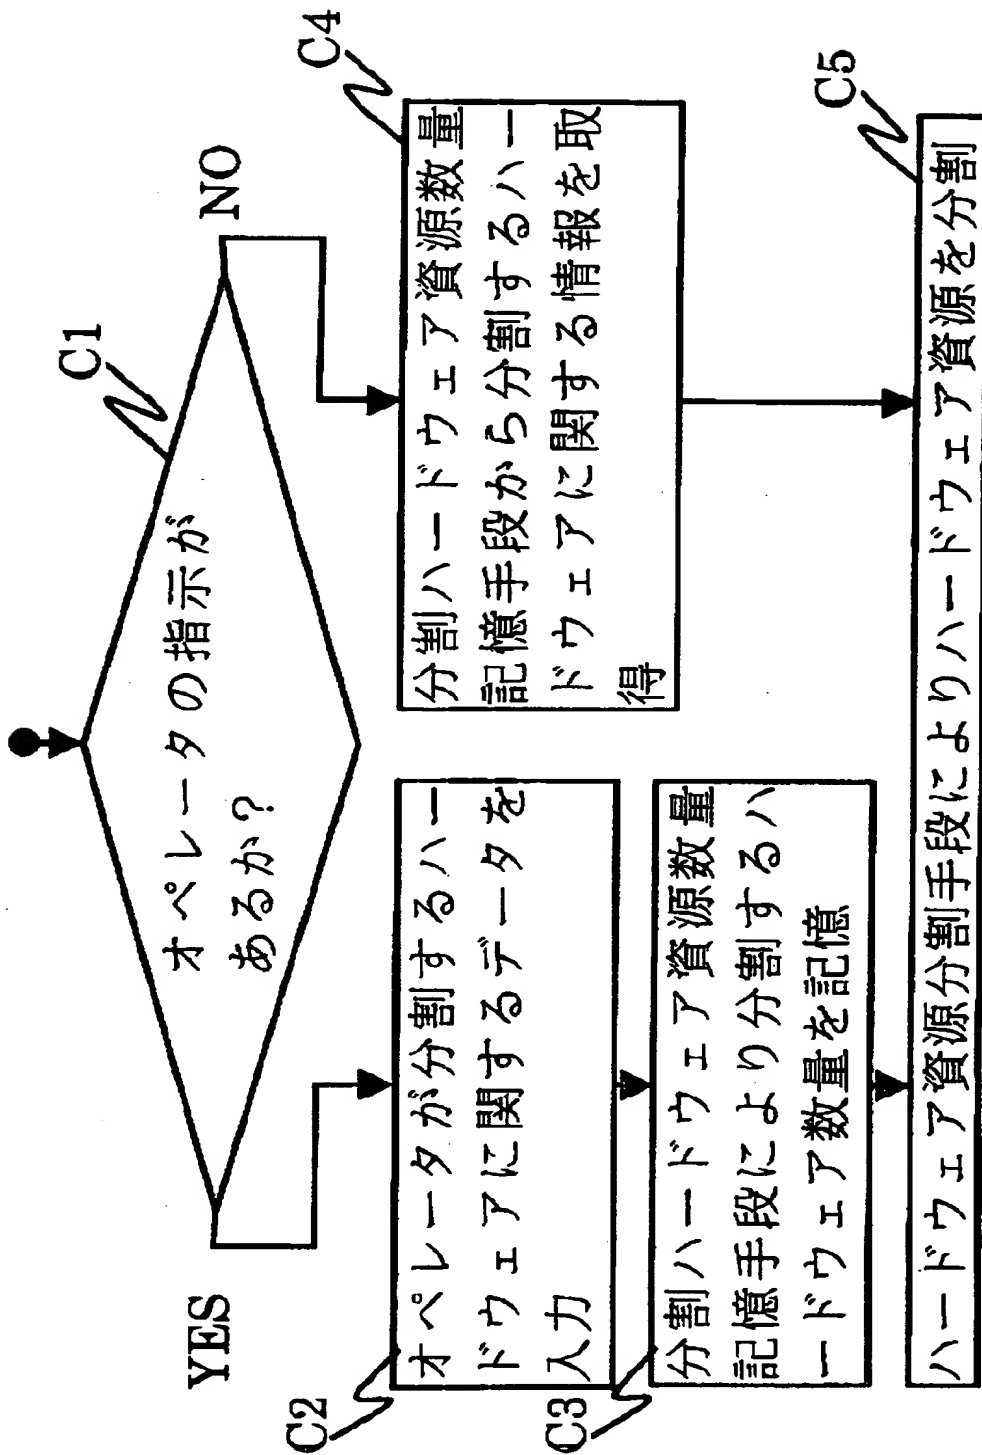 C1
オペレータの指示が
あるか?
YES
NO
C2
オペレータが分割するハー
ドウェアに関するデータを
入力
C3
分割ハードウェア資源数量
記憶手段により分割するハ
ードウェア数量を記憶
C4
分割ハードウェア資源数量
記憶手段から分割するハー
ドウェアに関する情報を取
得
C5
ハードウェア資源分割手段によりハードウェア資源を分割